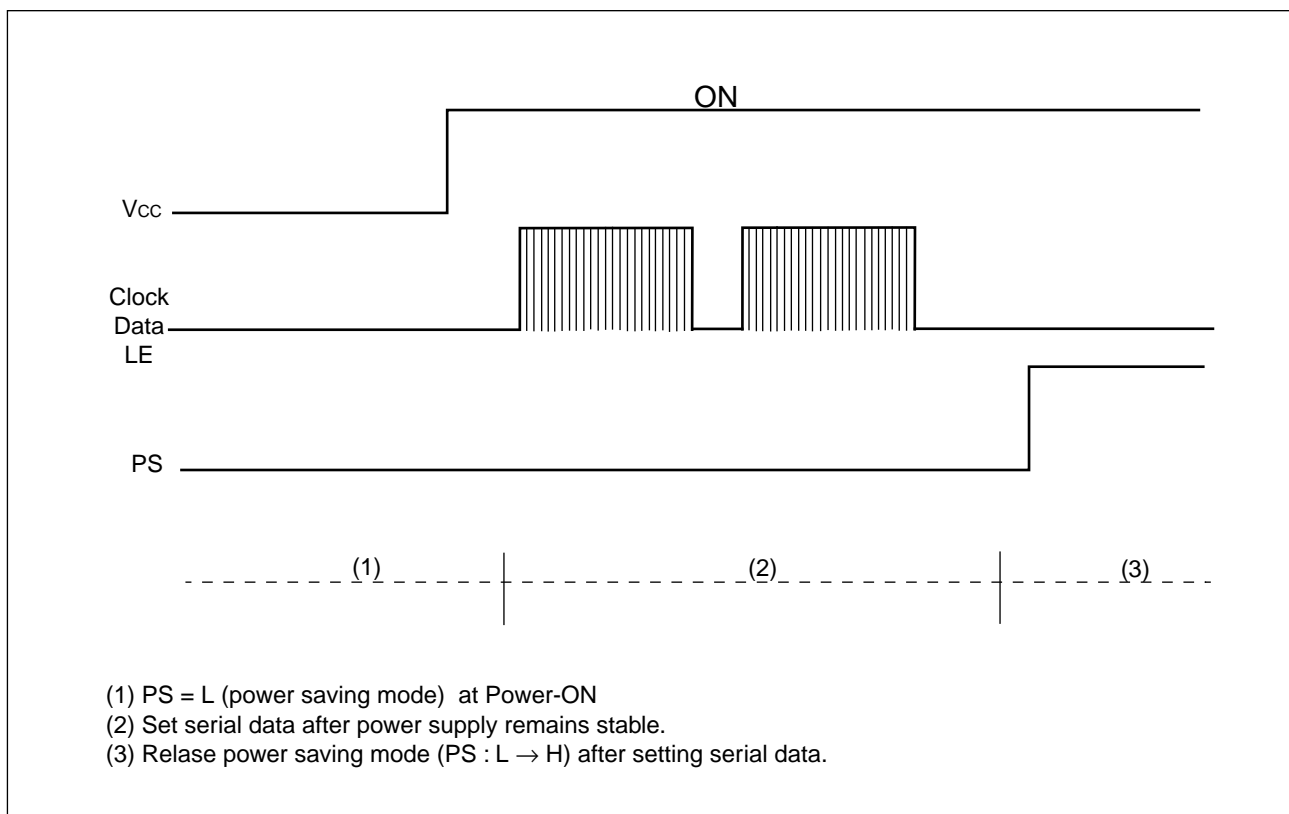 ON
VCC
Clock
Data
LE
PS
(1)
(2)
(3)
(1) PS = L (power saving mode) at Power-ON
(2) Set serial data after power supply remains stable.
(3) Relase power saving mode (PS : L → H) after setting serial data.